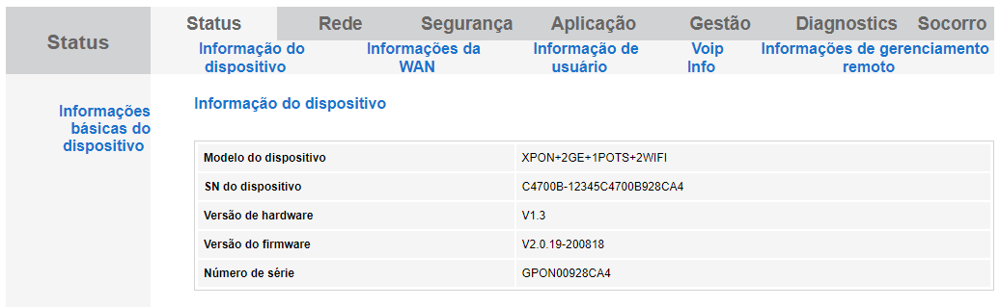 Status
Status Rede Segurança Aplicação Gestão Diagnostics Socorro
Informação do dispositivo
Informações da WAN
Informação de usuário
Voip Info
Informações de gerenciamento remoto
Informações
básicas do
dispositivo
Informação do dispositivo
Modelo do dispositivo XPON+2GE+1POTS+2WIFI
SN do dispositivo C4700B-12345C4700B928CA4
Versão de hardware V1.3
Versão do firmware V2.0.19-200818
Número de série GPON00928CA4